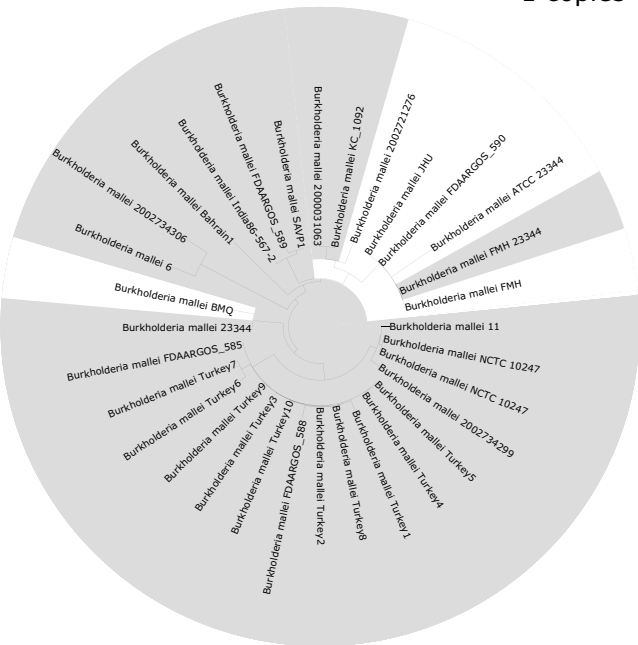 copies
Burkholderia mallei 2000031063
Burkholderia mallei KC_1092
Burkholderia mallei 2002721276
Burkholderia mallei JHU
Burkholderia mallei FDAARGOS_590
Burkholderia mallei ATCC 23344
Burkholderia mallei FMH 23344
Burkholderia mallei FMH
Burkholderia mallei 11
Burkholderia mallei NCTC 10247
Burkholderia mallei NCTC 10247
Burkholderia mallei 2002734299
Burkholderia mallei Turkey5
Burkholderia mallei Turkey4
Burkholderia mallei Turkey1
Burkholderia mallei Turkey8
Burkholderia mallei Turkey2
Burkholderia mallei FDAARGOS_588
Burkholderia mallei Turkey10
Burkholderia mallei Turkey3
Burkholderia mallei Turkey9
Burkholderia mallei Turkey6
Burkholderia mallei Turkey7
Burkholderia mallei FDAARGOS_585
Burkholderia mallei 23344
Burkholderia mallei BMQ
Burkholderia mallei 6
Burkholderia mallei 2002734306
Burkholderia mallei Bahrain1
Burkholderia mallei India86-567-2
Burkholderia mallei FDAARGOS_589
Burkholderia mallei SAVP1